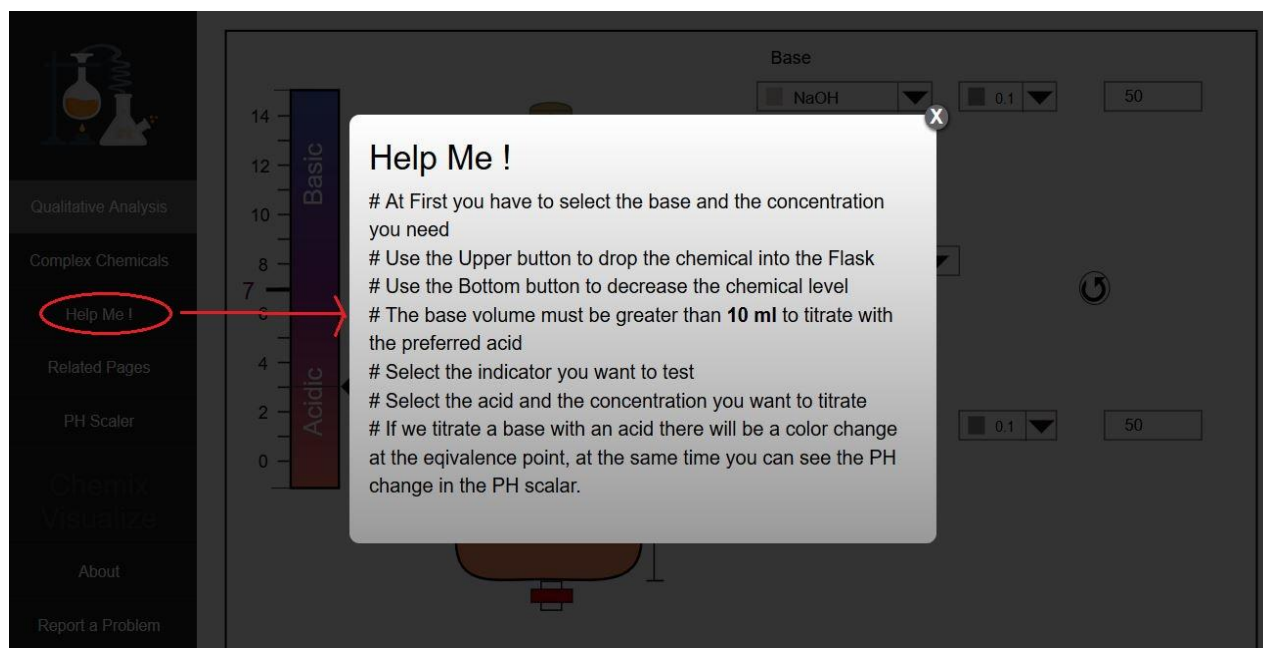 Base
NaOH
0.1
50
14
12
10
8
7
6
4
2
0
Basic
Acidic
Qualitative Analysis
Complex Chemicals
Help Me !
Related Pages
PH Scaler
Chemix
Visualize
About
Report a Problem
X
Help Me !
# At First you have to select the base and the concentration
you need
# Use the Upper button to drop the chemical into the Flask
# Use the Bottom button to decrease the chemical level
# The base volume must be greater than 10 ml to titrate with
the preferred acid
# Select the indicator you want to test
# Select the acid and the concentration you want to titrate
# If we titrate a base with an acid there will be a color change
at the eqivalence point, at the same time you can see the PH
change in the PH scalar.
0.1
50